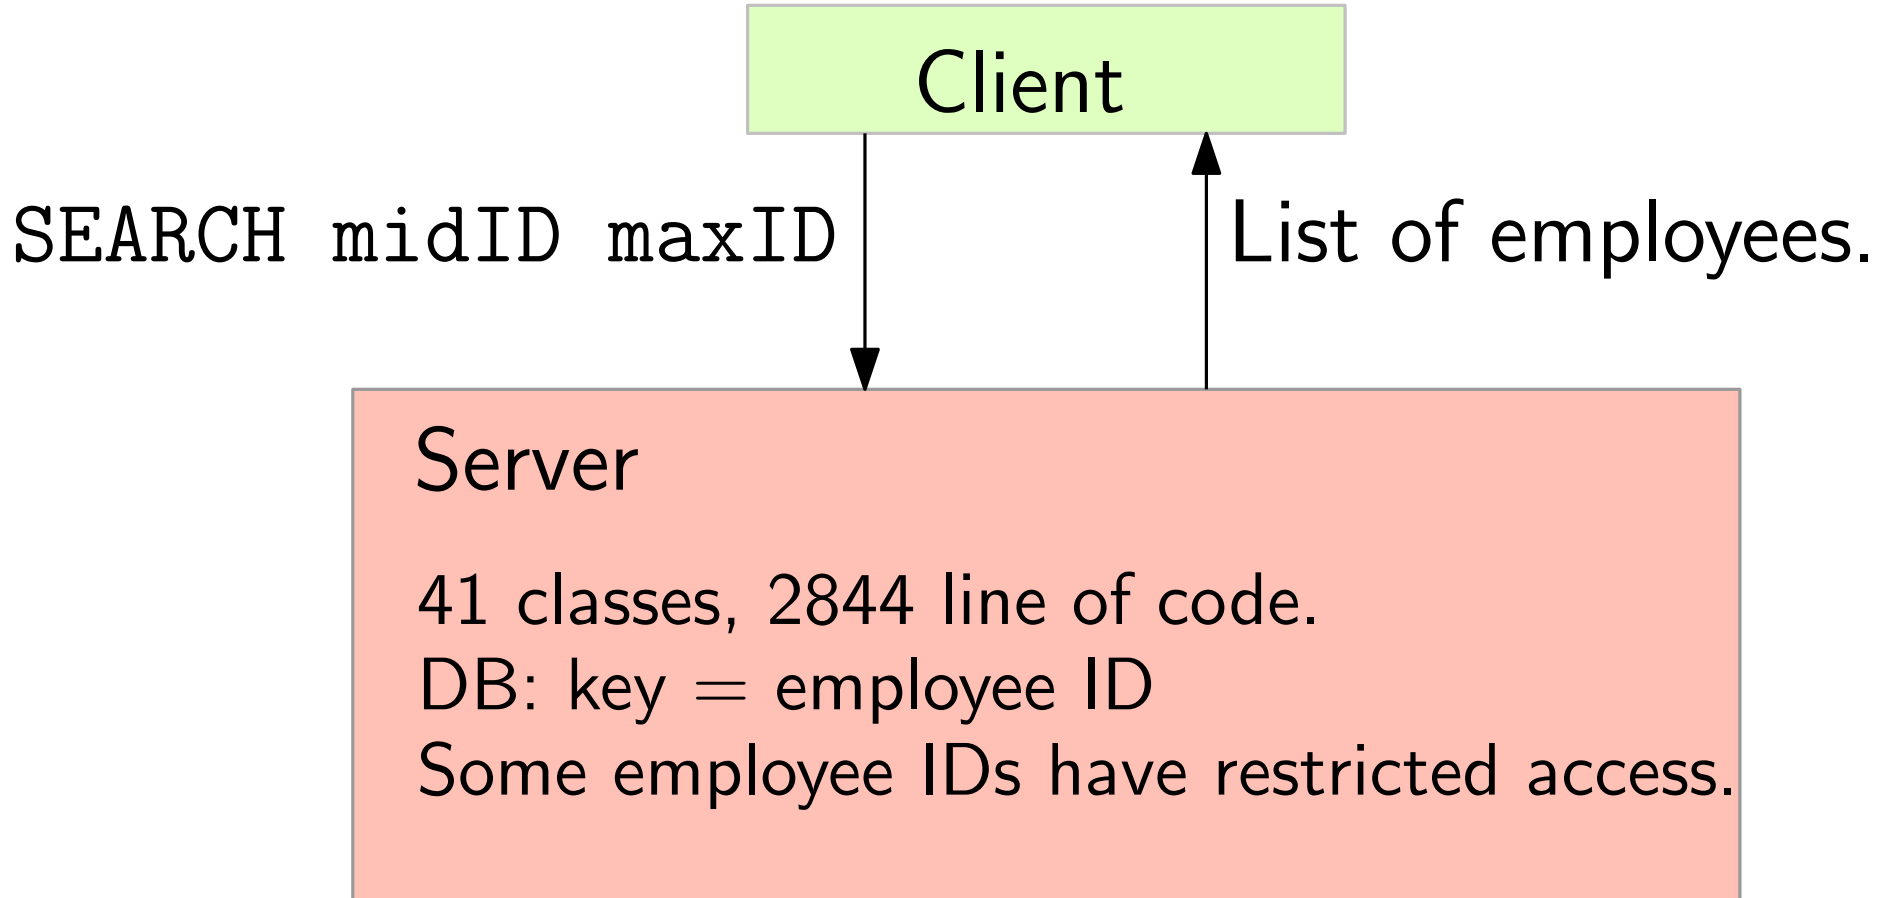 Client
SEARCH midID maxID
List of employees.
Server
41 classes, 2844 line of code.
DB: key = employee ID
Some employee IDs have restricted access.